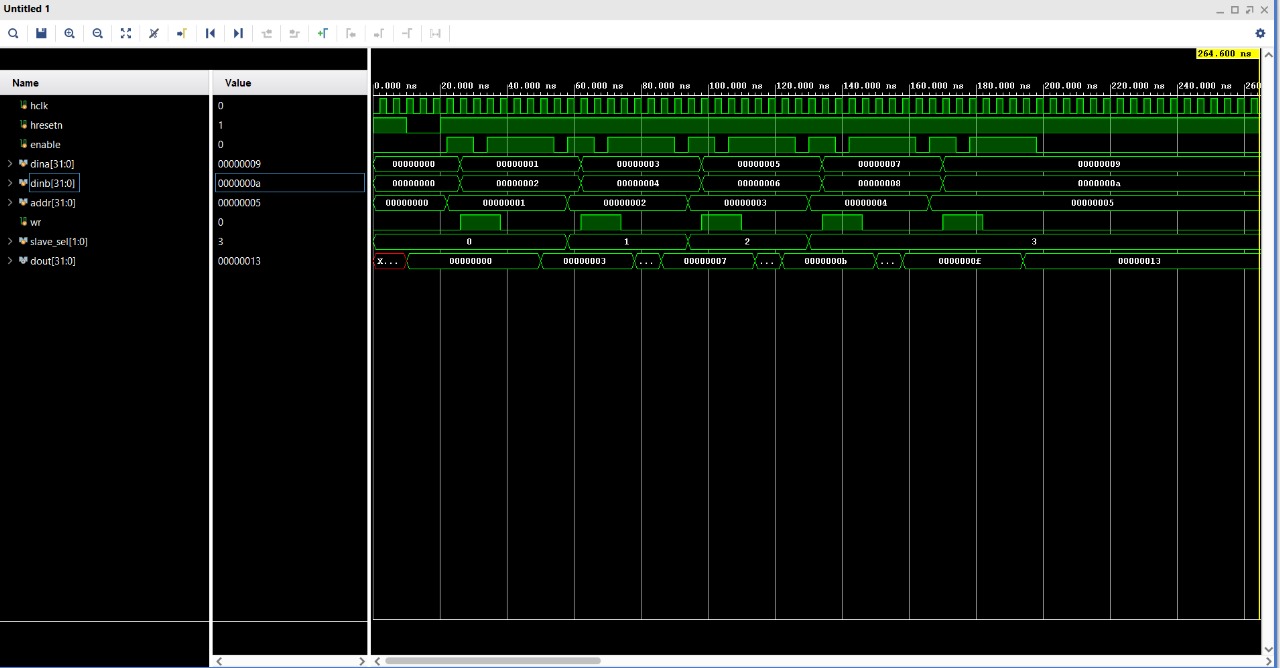 Untitled 1
264.600 ns
Name Value
0.000 ns 20.000 ns 40.000 ns 60.000 ns 80.000 ns 100.000 ns 120.000 ns 140.000 ns 160.000 ns 180.000 ns 200.000 ns 220.000 ns 240.000 ns 260
hclk 0
hresetn 1
enable 0
dina[31:0] 00000009 00000000 00000001 00000003 00000005 00000007 00000009
dinb[31:0] 0000000a 00000000 00000002 00000004 00000006 00000008 0000000a
addr[31:0] 00000005 00000000 00000001 00000002 00000003 00000004 00000005
wr 0
slave_sel[1:0] 3 0 1 2 3
dout[31:0] 00000013 x... 00000000 00000003 ... 00000007 ... 0000000b ... 0000000f 00000013